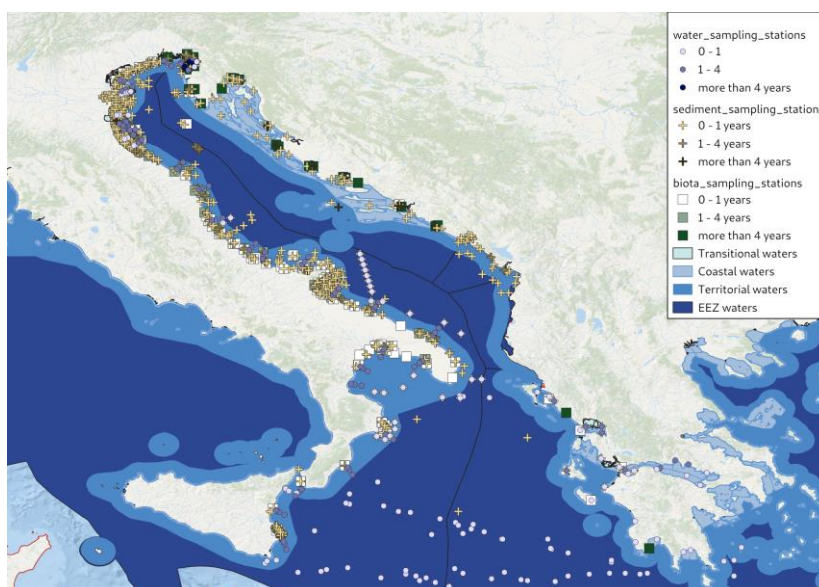 water_sampling_stations
0 - 1
1 - 4
more than 4 years
sediment_sampling_station
0 - 1 years
1 - 4 years
more than 4 years
biota_sampling_stations
0 - 1 years
1 - 4 years
more than 4 years
Transitional waters
Coastal waters
Territorial waters
EEZ waters